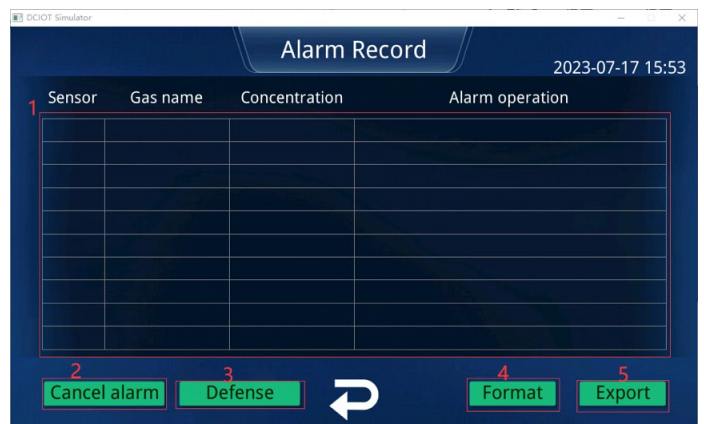 DCIOT Simulator
Alarm Record
2023-07-17 15:53
Sensor Gas name Concentration Alarm operation
1
2 3 4 5
Cancel alarm Defense Format Export